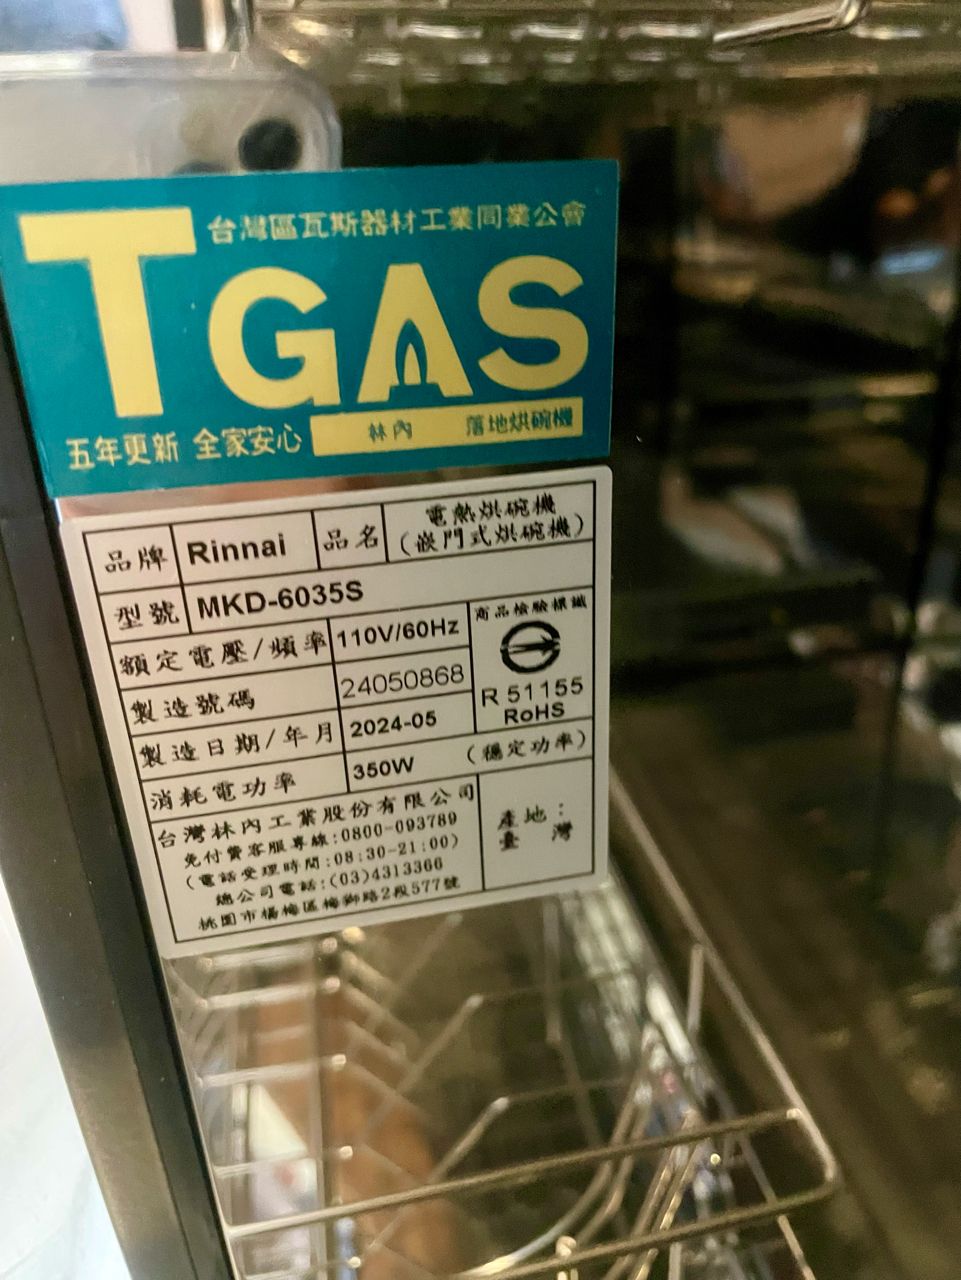 台灣區瓦斯器材工業同業公會
TGAS
五年更新 全家安心
林內 落地烘碗機
品牌 Rinnai 品名 電熱烘碗機
(嵌門式烘碗機)
型號 MKD-6035S
額定電壓/頻率 110V/60Hz 商品檢驗標識
製造號碼 24050868 R 51155
RoHS
製造日期/年月 2024-05
消耗電功率 350W (穩定功率)
台灣林內工業股份有限公司
免付費客服專線:0800-093789
(電話受理時間:08:30-21:00)
總公司電話:(03)4313366
桃園市楊梅區梅獅路2段577號
產地:
臺灣